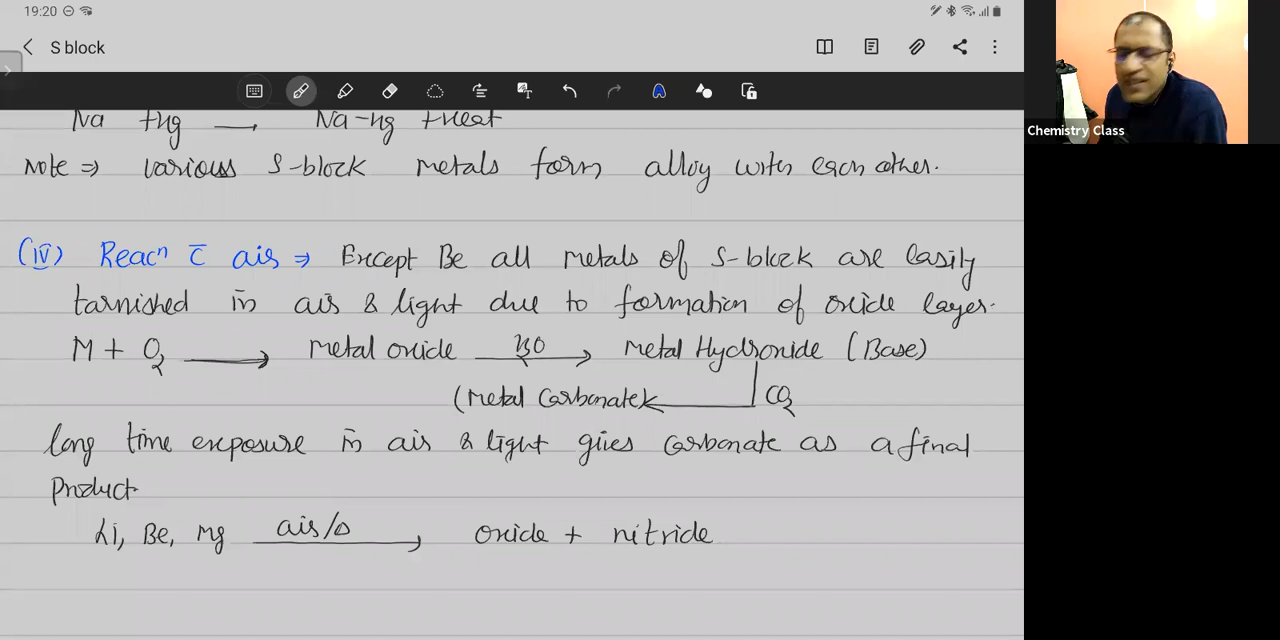 19:20
S block
Chemistry Class
Na + Hg → Na-Hg + heat
Note ⇒ various S-block metals form alloy with each other.
(IV) Reacn c̄ air ⇒ Except Be all metals of S-block are easily
tarnished in air & light due to formation of oxide layer.
M + O2 → Metal oxide H2O → Metal Hydroxide (Base)
(Metal Carbonate ← CO2
long time exposure in air & light gives carbonate as a final
Product
Li, Be, Mg air/Δ → oxide + nitride